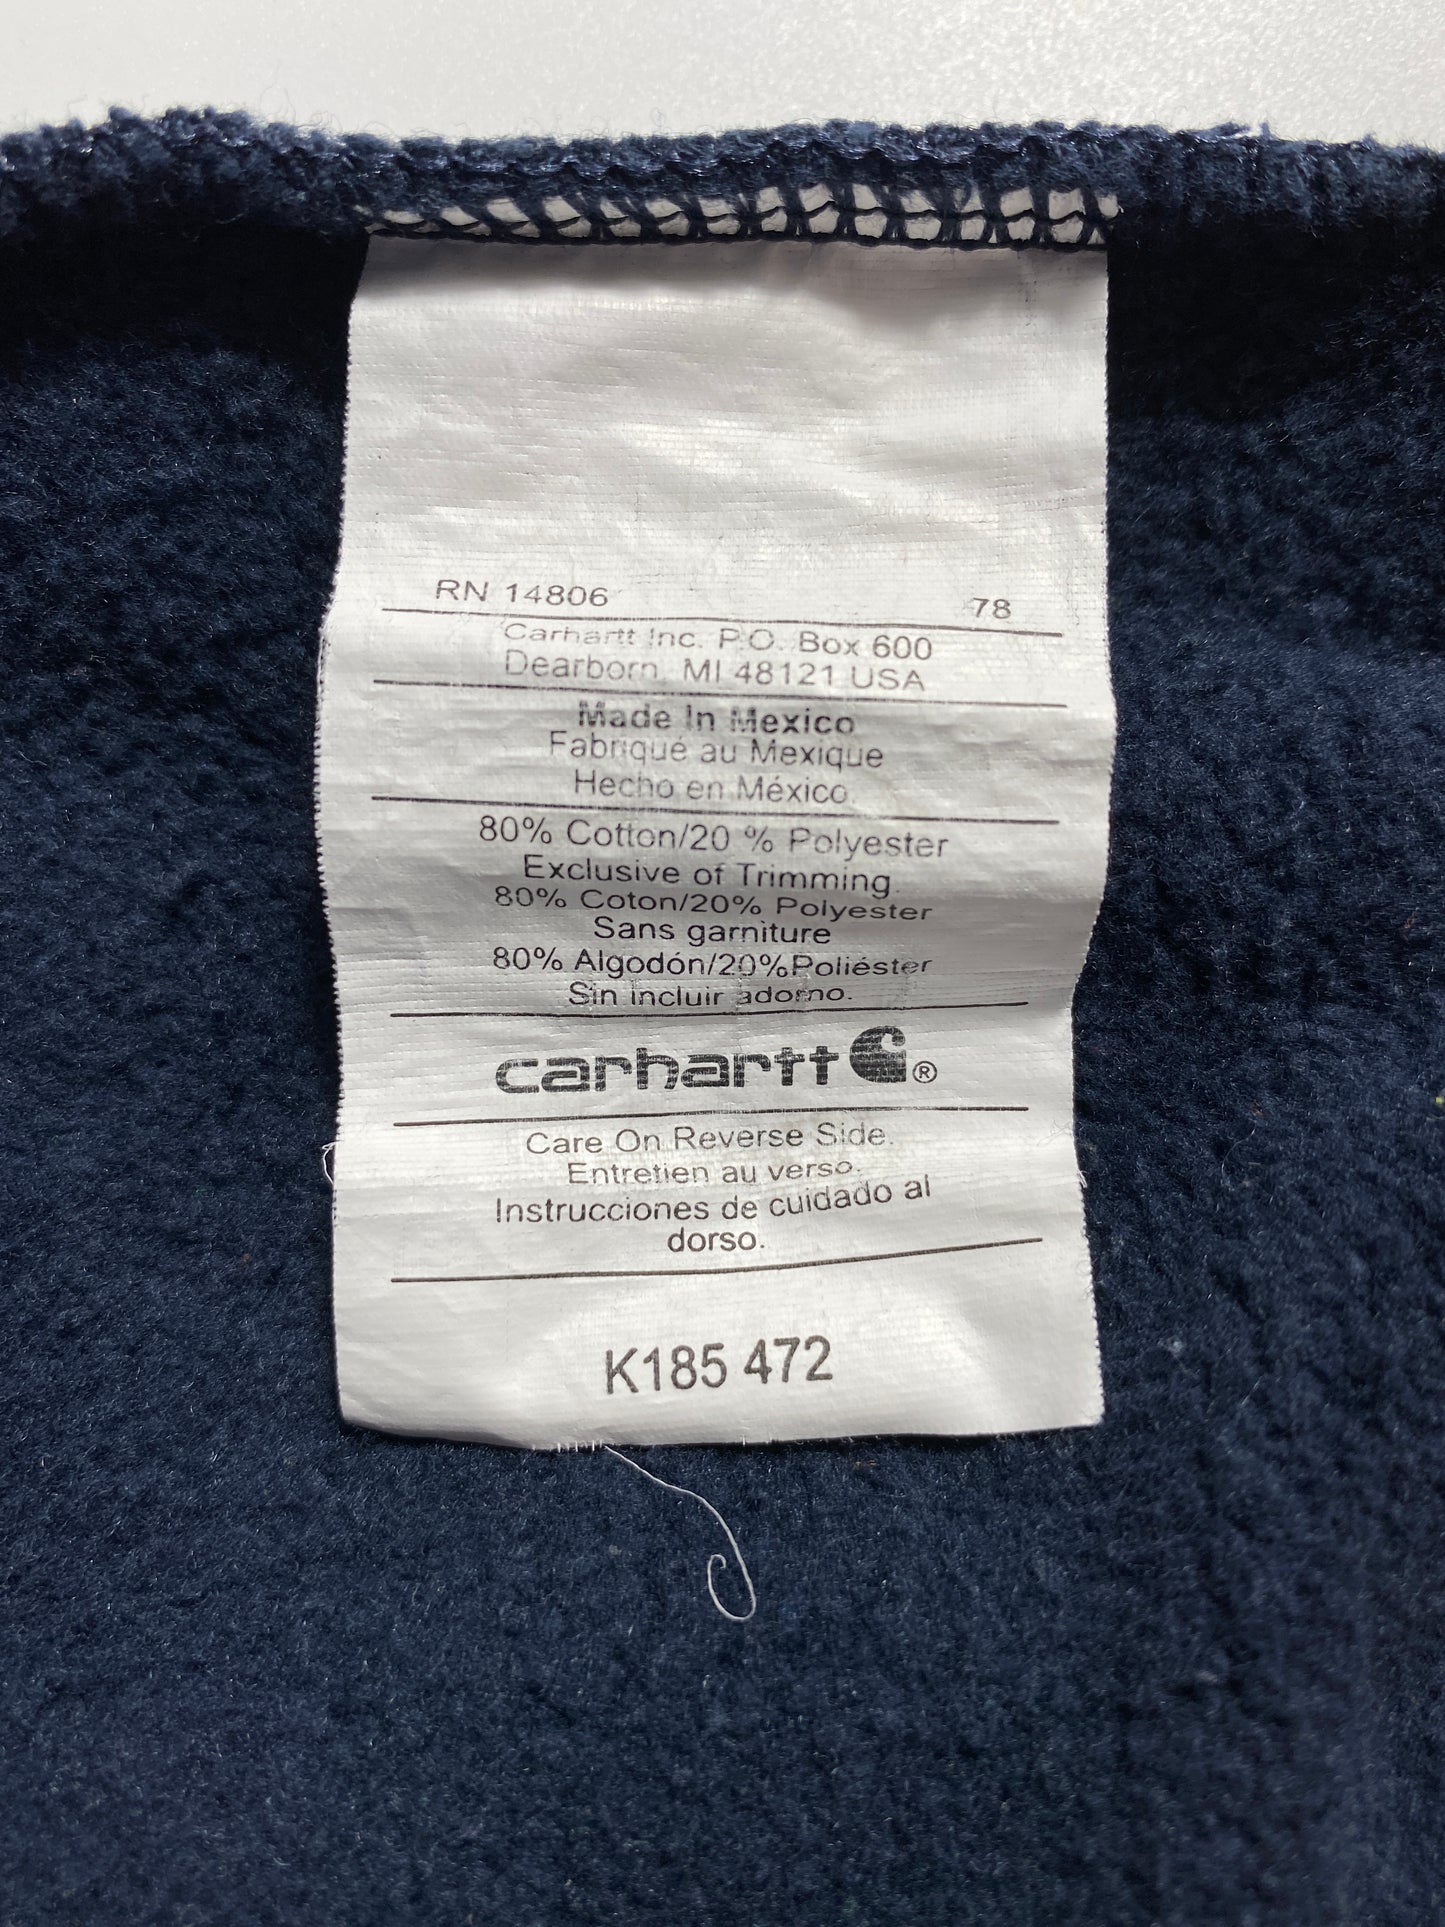 RN 14806 78
Carhartt Inc. P.O. Box 600
Dearborn, MI 48121 USA
Made In Mexico
Fabriqué au Mexique
Hecho en México.
80% Cotton/20 % Polyester
Exclusive of Trimming.
80% Coton/20% Polyester
Sans garniture
80% Algodón/20%Poliéster
Sin incluir adorno.
carhartt ®
Care On Reverse Side.
Entretien au verso.
Instrucciones de cuidado al
dorso.
K185 472